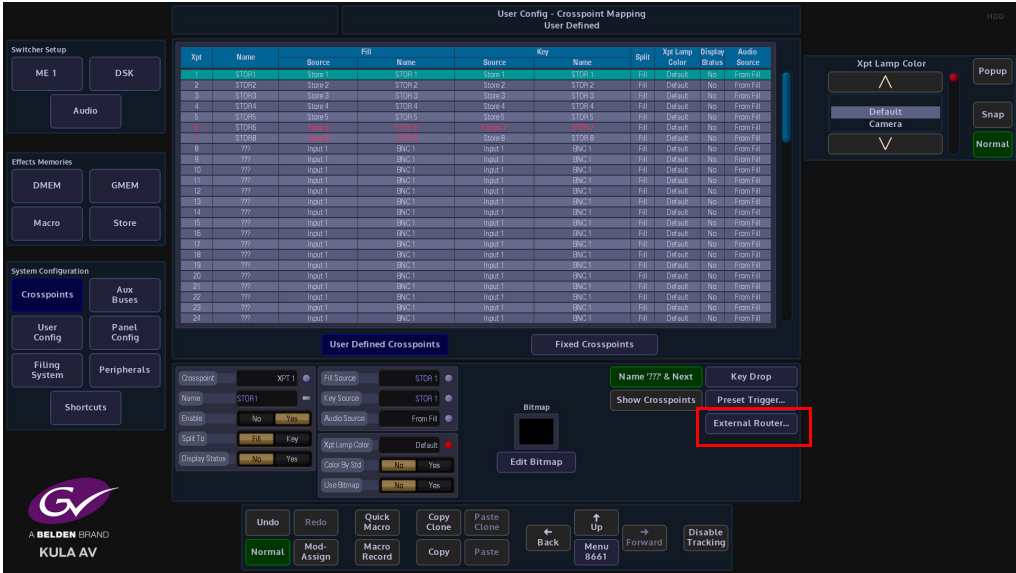 User Config - Crosspoint Mapping
User Defined
HDD
Switcher Setup
ME 1 DSK
Audio
Effects Memories
DMEM GMEM
Macro Store
System Configuration
Crosspoints Aux Buses
User Config Panel Config
Filing System Peripherals
Shortcuts
Xpt Name Fill Key Split Xpt Lamp Color Display Status Audio Source
Source Name Source Name
1 STOR1 Store 1 STOR 1 Store 1 STOR 1 Fill Default No From Fill
2 STOR2 Store 2 STOR 2 Store 2 STOR 2 Fill Default No From Fill
3 STOR3 Store 3 STOR 3 Store 3 STOR 3 Fill Default No From Fill
4 STOR4 Store 4 STOR 4 Store 4 STOR 4 Fill Default No From Fill
5 STOR5 Store 5 STOR 5 Store 5 STOR 5 Fill Default No From Fill
STOR6 Fill Default No From Fill
STOR8 Store 8 STOR 8 Fill Default No From Fill
8 ??? Input 1 BNC 1 Input 1 BNC 1 Fill Default No From Fill
9 ??? Input 1 BNC 1 Input 1 BNC 1 Fill Default No From Fill
10 ??? Input 1 BNC 1 Input 1 BNC 1 Fill Default No From Fill
11 ??? Input 1 BNC 1 Input 1 BNC 1 Fill Default No From Fill
12 ??? Input 1 BNC 1 Input 1 BNC 1 Fill Default No From Fill
13 ??? Input 1 BNC 1 Input 1 BNC 1 Fill Default No From Fill
14 ??? Input 1 BNC 1 Input 1 BNC 1 Fill Default No From Fill
15 ??? Input 1 BNC 1 Input 1 BNC 1 Fill Default No From Fill
16 ??? Input 1 BNC 1 Input 1 BNC 1 Fill Default No From Fill
17 ??? Input 1 BNC 1 Input 1 BNC 1 Fill Default No From Fill
18 ??? Input 1 BNC 1 Input 1 BNC 1 Fill Default No From Fill
19 ??? Input 1 BNC 1 Input 1 BNC 1 Fill Default No From Fill
20 ??? Input 1 BNC 1 Input 1 BNC 1 Fill Default No From Fill
21 ??? Input 1 BNC 1 Input 1 BNC 1 Fill Default No From Fill
22 ??? Input 1 BNC 1 Input 1 BNC 1 Fill Default No From Fill
23 ??? Input 1 BNC 1 Input 1 BNC 1 Fill Default No From Fill
24 ??? Input 1 BNC 1 Input 1 BNC 1 Fill Default No From Fill
User Defined Crosspoints Fixed Crosspoints
Xpt Lamp Color
Default
Camera
Popup
Snap
Normal
Crosspoint XPT 1
Name STOR1
Enable No Yes
Split To Fill Key
Display Status No Yes
Fill Source STOR 1
Key Source STOR 1
Audio Source From Fill
Xpt Lamp Color Default
Color By Std No Yes
Use Bitmap No Yes
Bitmap
Edit Bitmap
Name '???' & Next Key Drop
Show Crosspoints Preset Trigger...
External Router...
GV
A BELDEN BRAND
KULA AV
Undo Redo Quick Macro Copy Clone Paste Clone
Normal Mod-Assign Macro Record Copy Paste
Back Up Forward Disable Tracking
Menu 8661